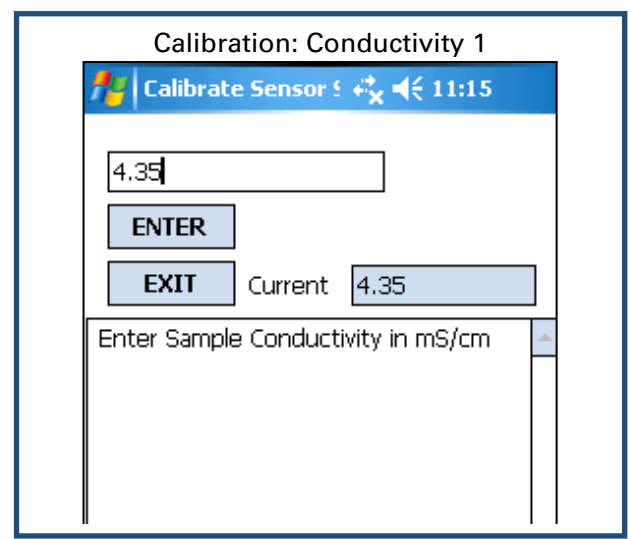 Calibration: Conductivity 1
Calibrate Sensor S 11:15
4.35
ENTER
EXIT Current 4.35
Enter Sample Conductivity in mS/cm